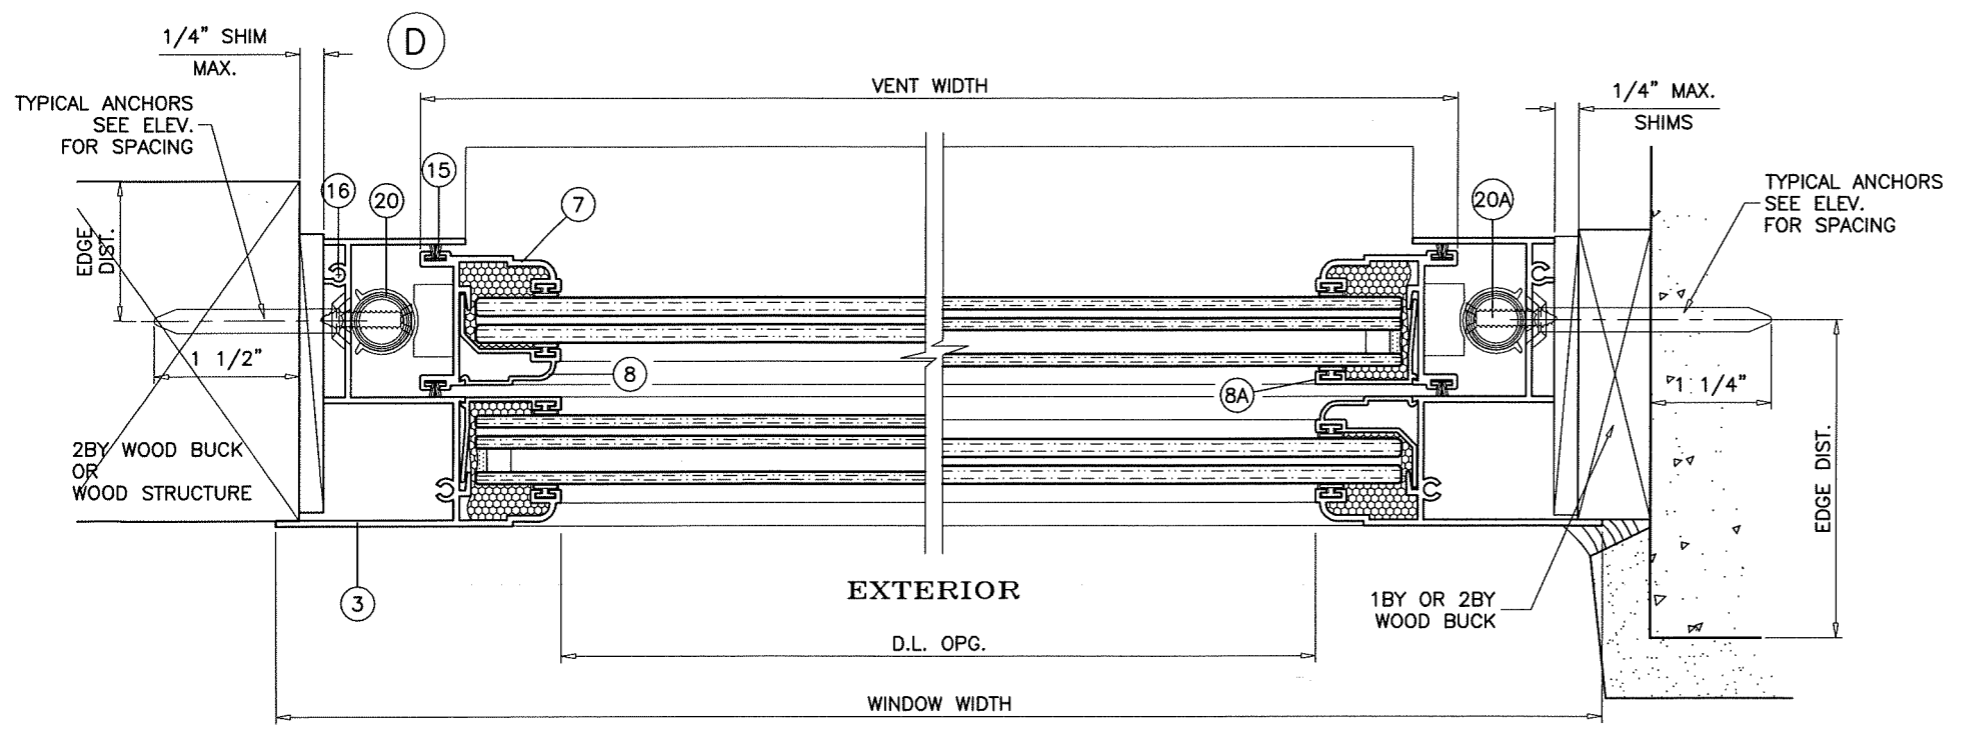 1/4" SHIM
MAX.
D
VENT WIDTH
1/4" MAX.
SHIMS
TYPICAL ANCHORS
SEE ELEV.
FOR SPACING
TYPICAL ANCHORS
SEE ELEV.
FOR SPACING
16
20
15
7
20A
EDGE
DIST.
1 1/2"
8
8A
1 1/4"
2BY WOOD BUCK
OR
WOOD STRUCTURE
EDGE DIST.
3
EXTERIOR
1BY OR 2BY
WOOD BUCK
D.L. OPG.
WINDOW WIDTH